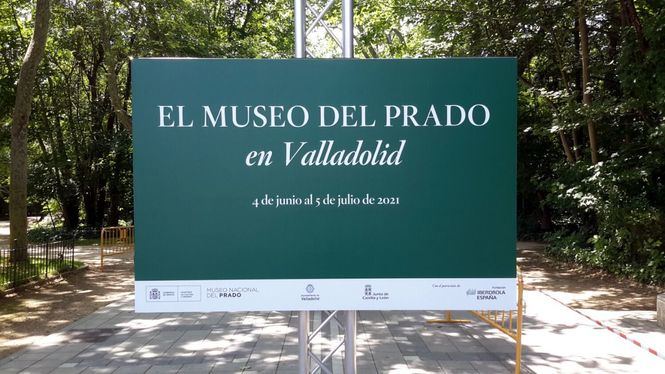 EL MUSEO DEL PRADO
en Valladolid
4 de junio al 5 de julio de 2021
MUSEO NACIONAL
DEL PRADO
Valladolid
Junta de
Castilla y León
IBERDROLA
ESPAÑA